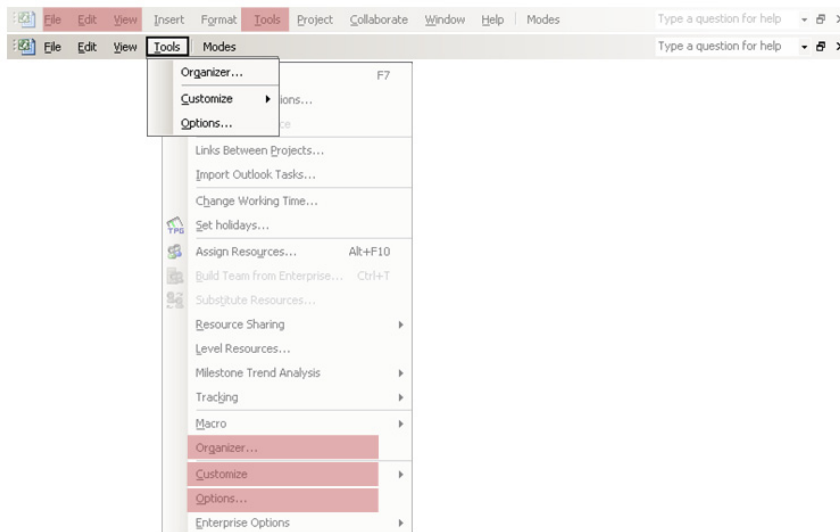 File Edit View Insert Format Tools Project Collaborate Window Help Modes Type a question for help
File Edit View Tools Modes Type a question for help
Organizer... F7
Customize ions...
Options... ce
Links Between Projects...
Import Outlook Tasks...
Change Working Time...
TPG Set holidays...
Assign Resources... Alt+F10
Build Team from Enterprise... Ctrl+T
Substitute Resources...
Resource Sharing
Level Resources...
Milestone Trend Analysis
Tracking
Macro
Organizer...
Customize
Options...
Enterprise Options